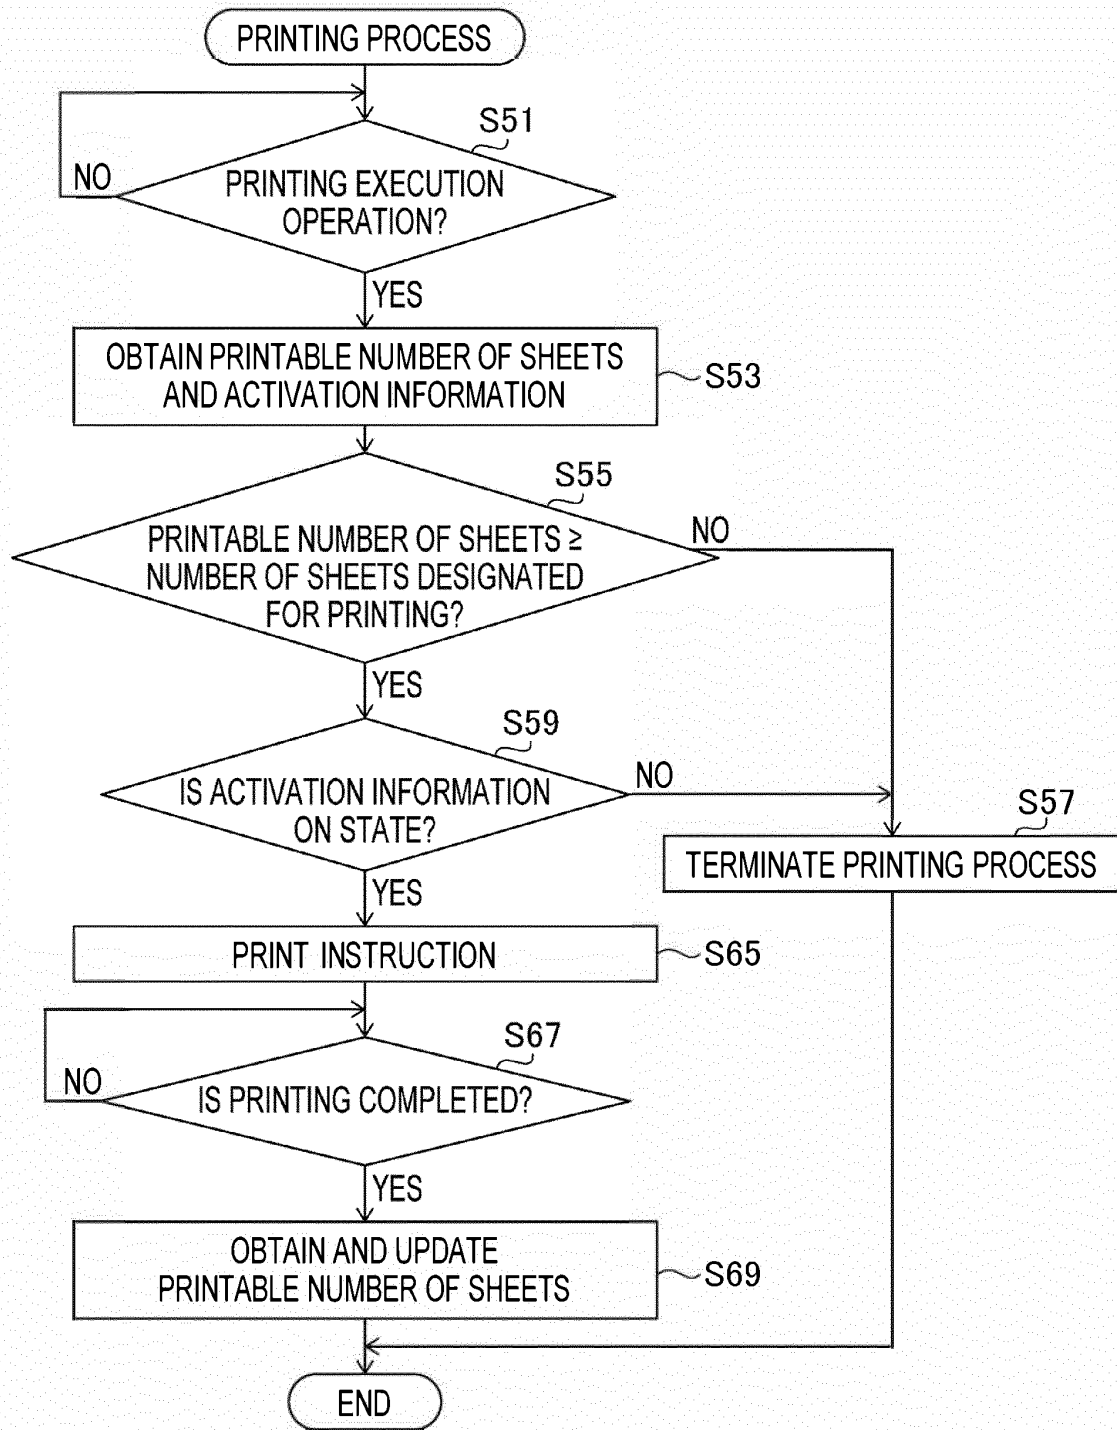 PRINTING PROCESS
S51
NO
PRINTING EXECUTION
OPERATION?
YES
OBTAIN PRINTABLE NUMBER OF SHEETS
AND ACTIVATION INFORMATION
S53
S55
NO
PRINTABLE NUMBER OF SHEETS ≥
NUMBER OF SHEETS DESIGNATED
FOR PRINTING?
YES
S59
NO
IS ACTIVATION INFORMATION
ON STATE?
S57
TERMINATE PRINTING PROCESS
YES
PRINT INSTRUCTION
S65
S67
NO
IS PRINTING COMPLETED?
YES
OBTAIN AND UPDATE
PRINTABLE NUMBER OF SHEETS
S69
END